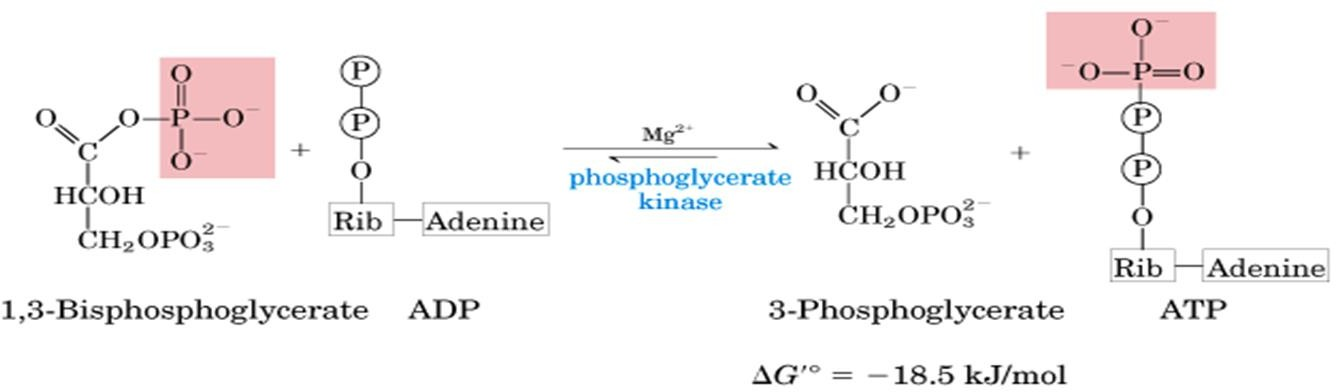 O
O
O—P—O⁻
O⁻
C
HCOH
CH₂OPO₃²⁻
+
P
P
O
Rib—Adenine
Mg²⁺
phosphoglycerate
kinase
O
O⁻
C
HCOH
CH₂OPO₃²⁻
+
O⁻
⁻O—P=O
P
P
O
Rib—Adenine
1,3-Bisphosphoglycerate
ADP
3-Phosphoglycerate
ATP
ΔG′° = −18.5 kJ/mol